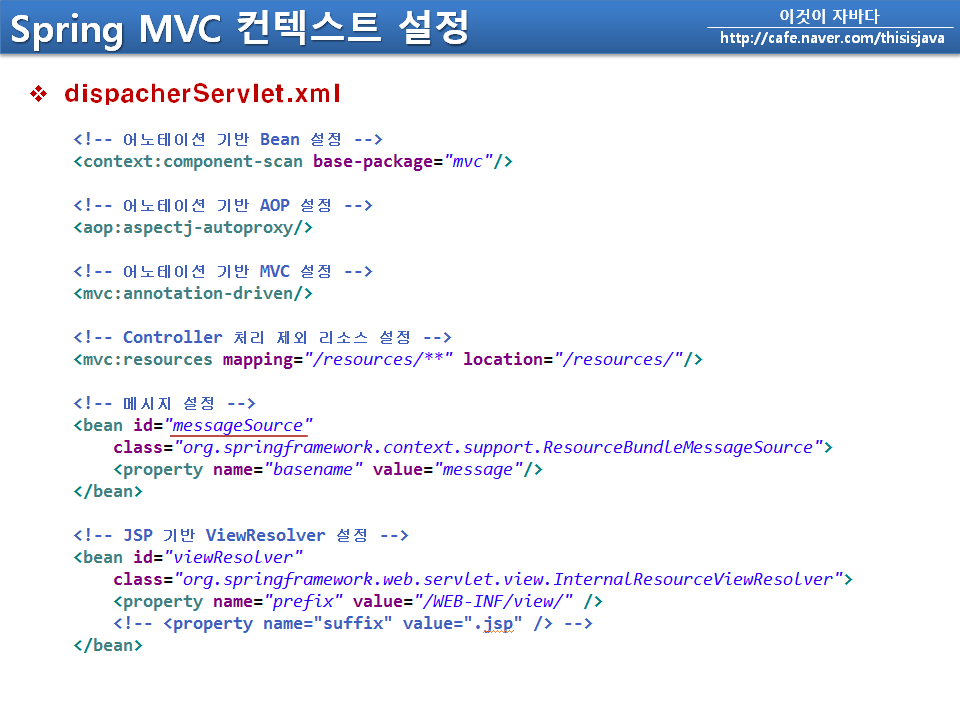 Spring MVC 컨텍스트 설정
이것이 자바다
http://cafe.naver.com/thisisjava
❖ dispacherServlet.xml
<!-- 어노테이션 기반 Bean 설정 -->
<context:component-scan base-package="mvc"/>
<!-- 어노테이션 기반 AOP 설정 -->
<aop:aspectj-autoproxy/>
<!-- 어노테이션 기반 MVC 설정 -->
<mvc:annotation-driven/>
<!-- Controller 처리 제외 리소스 설정 -->
<mvc:resources mapping="/resources/**" location="/resources/"/>
<!-- 메시지 설정 -->
<bean id="messageSource"
class="org.springframework.context.support.ResourceBundleMessageSource">
<property name="basename" value="message"/>
</bean>
<!-- JSP 기반 ViewResolver 설정 -->
<bean id="viewResolver"
class="org.springframework.web.servlet.view.InternalResourceViewResolver">
<property name="prefix" value="/WEB-INF/view/" />
<!-- <property name="suffix" value=".jsp" /> -->
</bean>